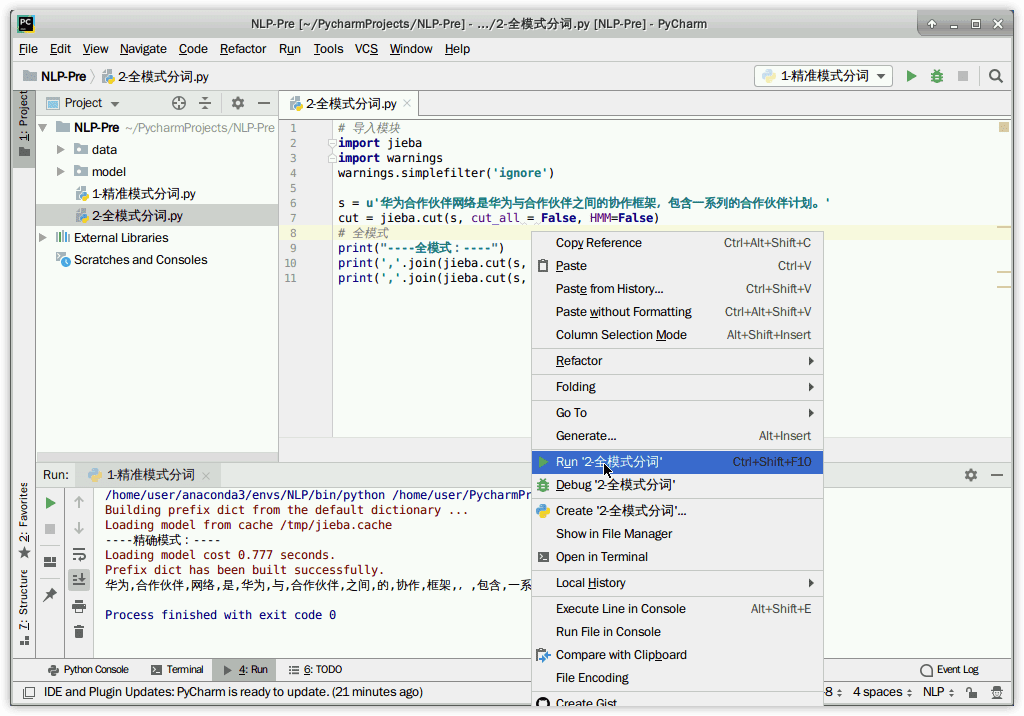 NLP-Pre [~/PycharmProjects/NLP-Pre] - .../2-全模式分词.py [NLP-Pre] - PyCharm
File Edit View Navigate Code Refactor Run Tools VCS Window Help
NLP-Pre 2-全模式分词.py 1-精准模式分词
1: Project
Project
NLP-Pre ~/PycharmProjects/NLP-Pre
data
model
1-精准模式分词.py
2-全模式分词.py
External Libraries
Scratches and Consoles
2-全模式分词.py
1 # 导入模块
2 import jieba
3 import warnings
4 warnings.simplefilter('ignore')
5
6 s = u'华为合作伙伴网络是华为与合作伙伴之间的协作框架，包含一系列的合作伙伴计划。'
7 cut = jieba.cut(s, cut_all = False, HMM=False)
8 # 全模式
9 print("----全模式：----")
10 print(','.join(jieba.cut(s,
11 print(','.join(jieba.cut(s,
Copy Reference Ctrl+Alt+Shift+C
Paste Ctrl+V
Paste from History... Ctrl+Shift+V
Paste without Formatting Ctrl+Alt+Shift+V
Column Selection Mode Alt+Shift+Insert
Refactor
Folding
Go To
Generate... Alt+Insert
Run '2-全模式分词' Ctrl+Shift+F10
Debug '2-全模式分词'
Create '2-全模式分词'...
Show in File Manager
Open in Terminal
Local History
Execute Line in Console Alt+Shift+E
Run File in Console
Compare with Clipboard
File Encoding
Create Gist
Run: 1-精准模式分词
/home/user/anaconda3/envs/NLP/bin/python /home/user/PycharmPr
Building prefix dict from the default dictionary ...
Loading model from cache /tmp/jieba.cache
----精确模式：----
Loading model cost 0.777 seconds.
Prefix dict has been built successfully.
华为,合作伙伴,网络,是,华为,与,合作伙伴,之间,的,协作,框架,，,包含,一系
Process finished with exit code 0
2: Favorites
7: Structure
Python Console Terminal 4: Run 6: TODO Event Log
IDE and Plugin Updates: PyCharm is ready to update. (21 minutes ago) -8 4 spaces NLP